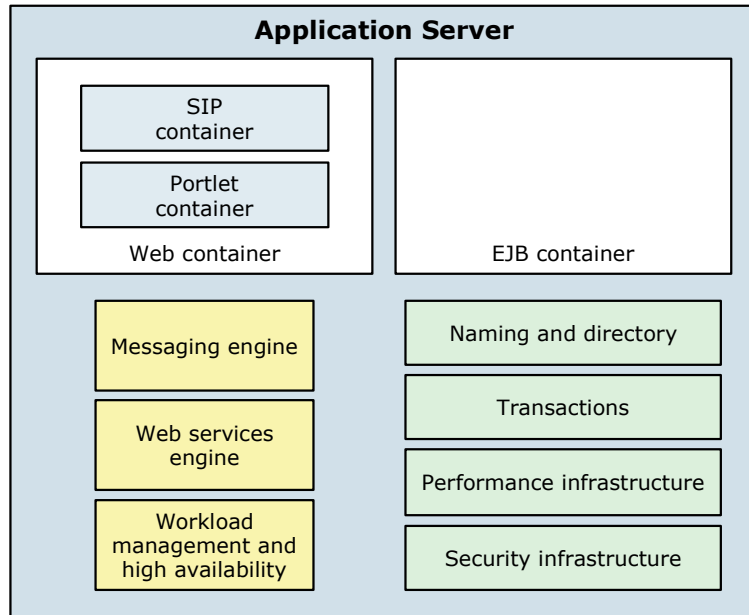 Application Server
SIP
container
Portlet
container
Web container
EJB container
Messaging engine
Web services
engine
Workload
management and
high availability
Naming and directory
Transactions
Performance infrastructure
Security infrastructure